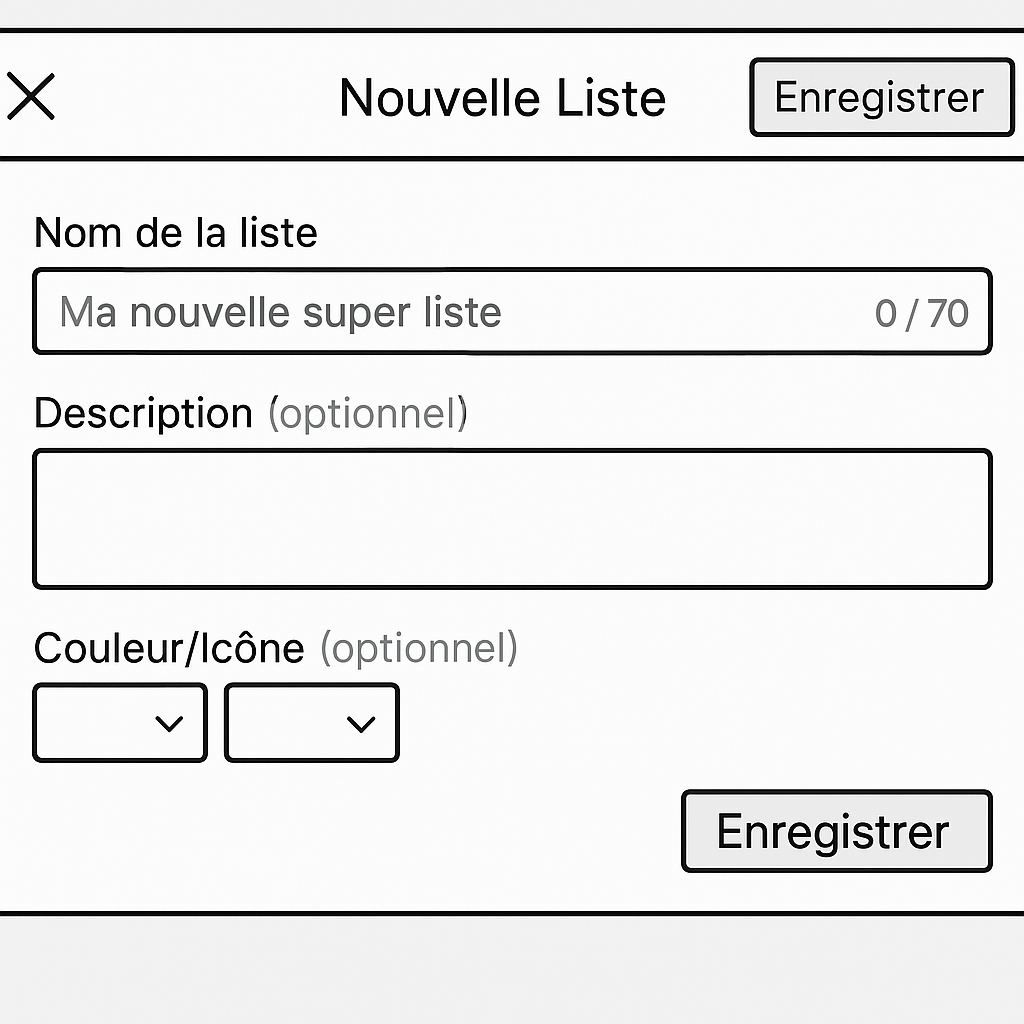 Nouvelle Liste
Enregistrer
Nom de la liste
Ma nouvelle super liste
0 / 70
Description (optionnel)
Couleur/Icône (optionnel)
Enregistrer